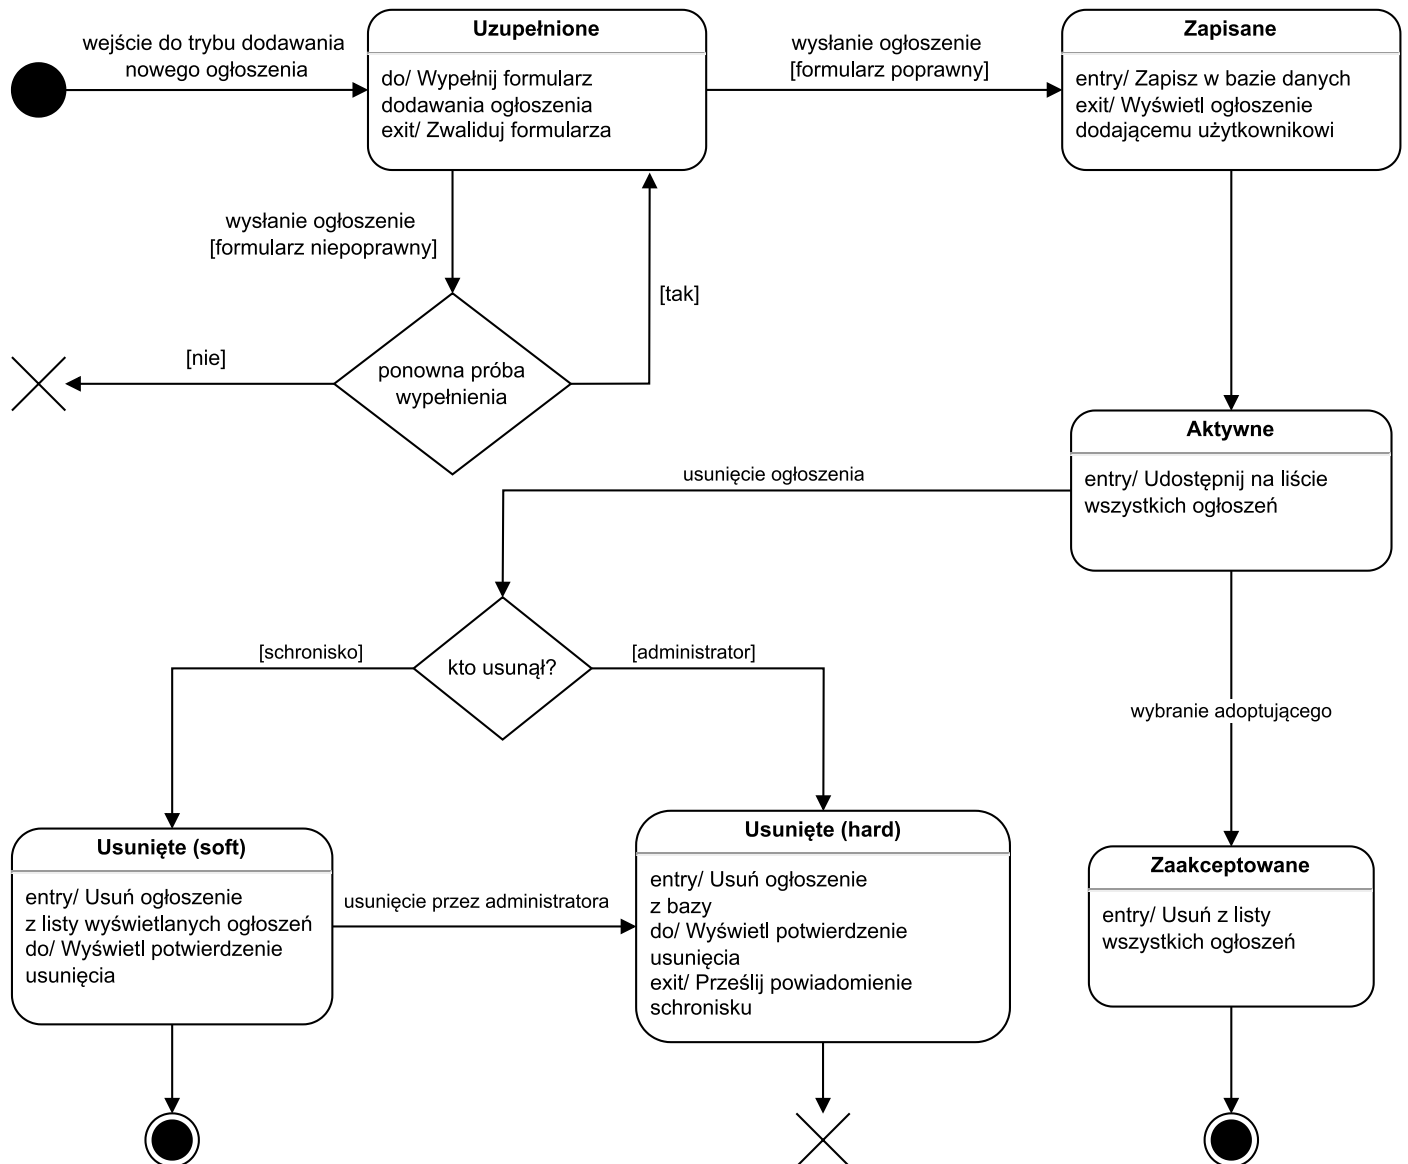 wejście do trybu dodawania
nowego ogłoszenia
Uzupełnione
do/ Wypełnij formularz
dodawania ogłoszenia
exit/ Zwaliduj formularza
wysłanie ogłoszenie
[formularz poprawny]
Zapisane
entry/ Zapisz w bazie danych
exit/ Wyświetl ogłoszenie
dodającemu użytkownikowi
wysłanie ogłoszenie
[formularz niepoprawny]
[tak]
[nie]
ponowna próba
wypełnienia
Aktywne
entry/ Udostępnij na liście
wszystkich ogłoszeń
usunięcie ogłoszenia
[schronisko]
kto usunął?
[administrator]
wybranie adoptującego
Usunięte (soft)
entry/ Usuń ogłoszenie
z listy wyświetlanych ogłoszeń
do/ Wyświetl potwierdzenie
usunięcia
usunięcie przez administratora
Usunięte (hard)
entry/ Usuń ogłoszenie
z bazy
do/ Wyświetl potwierdzenie
usunięcia
exit/ Prześlij powiadomienie
schronisku
Zaakceptowane
entry/ Usuń z listy
wszystkich ogłoszeń